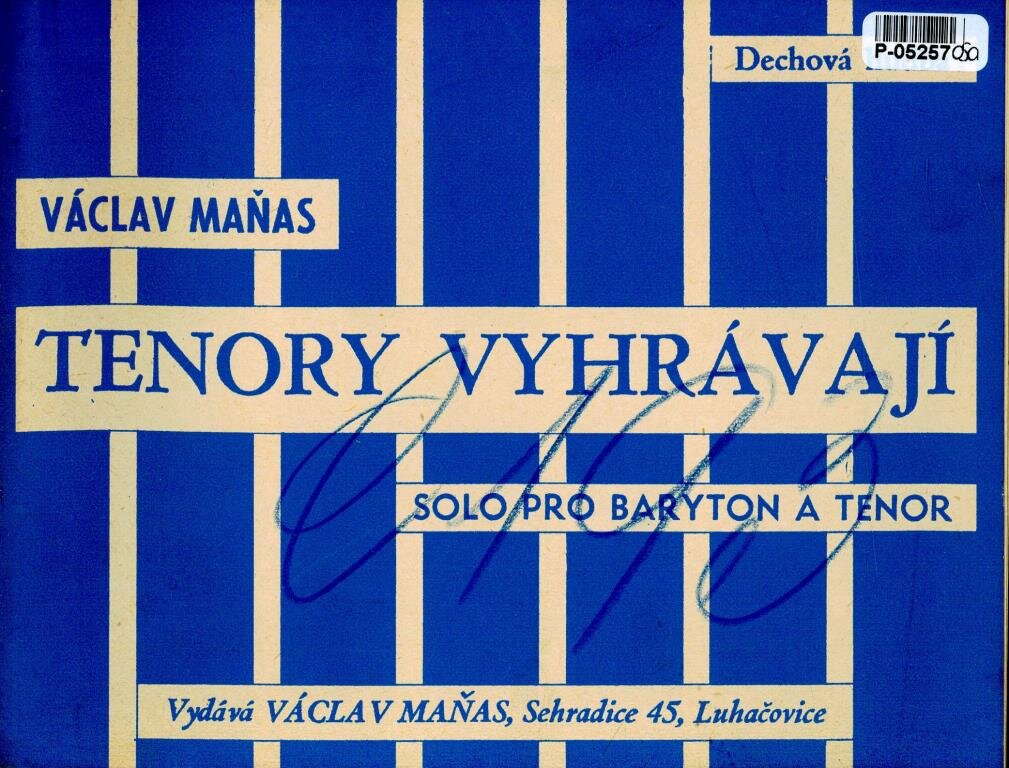 P-05257
Dechová
VÁCLAV MAŇAS
TENORY VYHRÁVAJÍ
SOLO PRO BARYTON A TENOR
Vydává VÁCLAV MAŇAS, Sehradice 45, Luhačovice